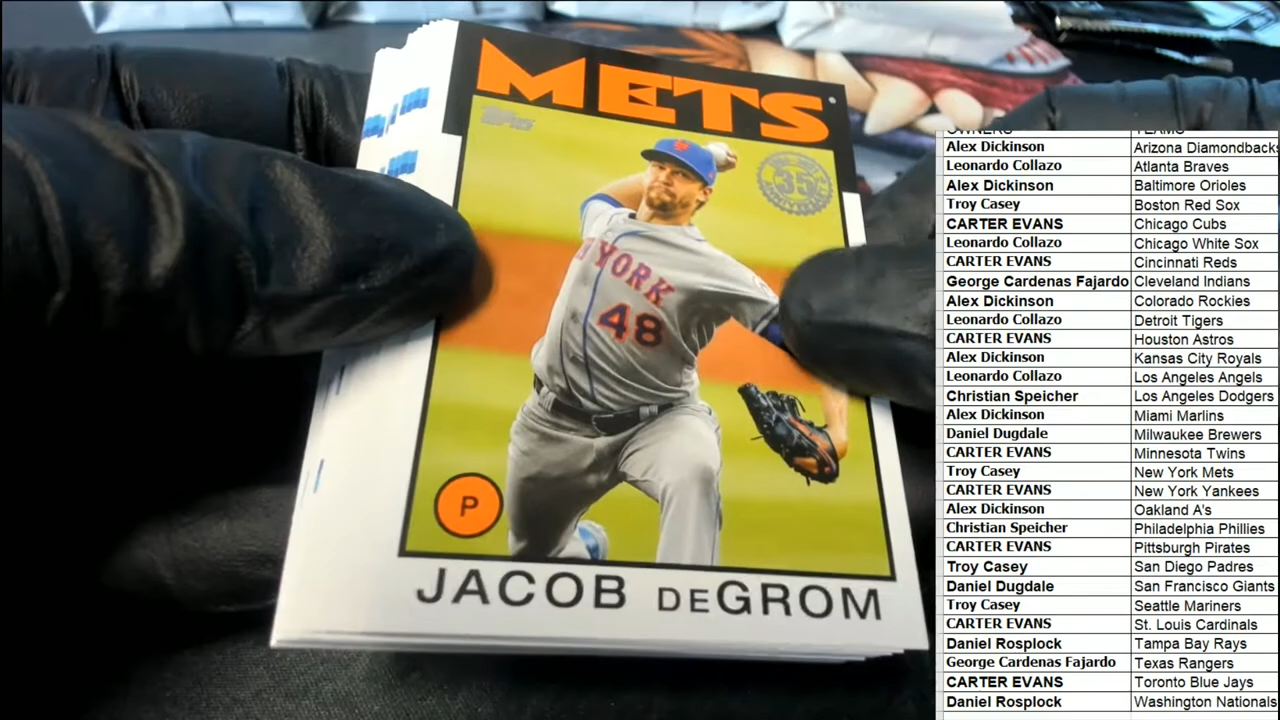 METS
Topps
35
ANNIVERSARY
YORK
48
P
JACOB DEGROM
OWNERS TEAMS
Alex Dickinson Arizona Diamondbacks
Leonardo Collazo Atlanta Braves
Alex Dickinson Baltimore Orioles
Troy Casey Boston Red Sox
CARTER EVANS Chicago Cubs
Leonardo Collazo Chicago White Sox
CARTER EVANS Cincinnati Reds
George Cardenas Fajardo Cleveland Indians
Alex Dickinson Colorado Rockies
Leonardo Collazo Detroit Tigers
CARTER EVANS Houston Astros
Alex Dickinson Kansas City Royals
Leonardo Collazo Los Angeles Angels
Christian Speicher Los Angeles Dodgers
Alex Dickinson Miami Marlins
Daniel Dugdale Milwaukee Brewers
CARTER EVANS Minnesota Twins
Troy Casey New York Mets
CARTER EVANS New York Yankees
Alex Dickinson Oakland A's
Christian Speicher Philadelphia Phillies
CARTER EVANS Pittsburgh Pirates
Troy Casey San Diego Padres
Daniel Dugdale San Francisco Giants
Troy Casey Seattle Mariners
CARTER EVANS St. Louis Cardinals
Daniel Rosplock Tampa Bay Rays
George Cardenas Fajardo Texas Rangers
CARTER EVANS Toronto Blue Jays
Daniel Rosplock Washington Nationals